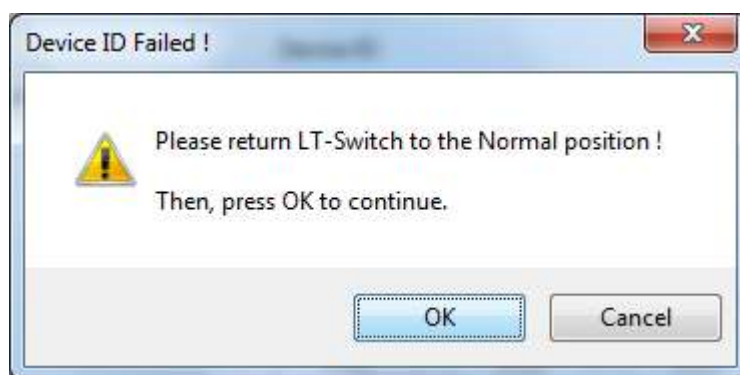 Device ID Failed !
Please return LT-Switch to the Normal position !
Then, press OK to continue.
OK
Cancel